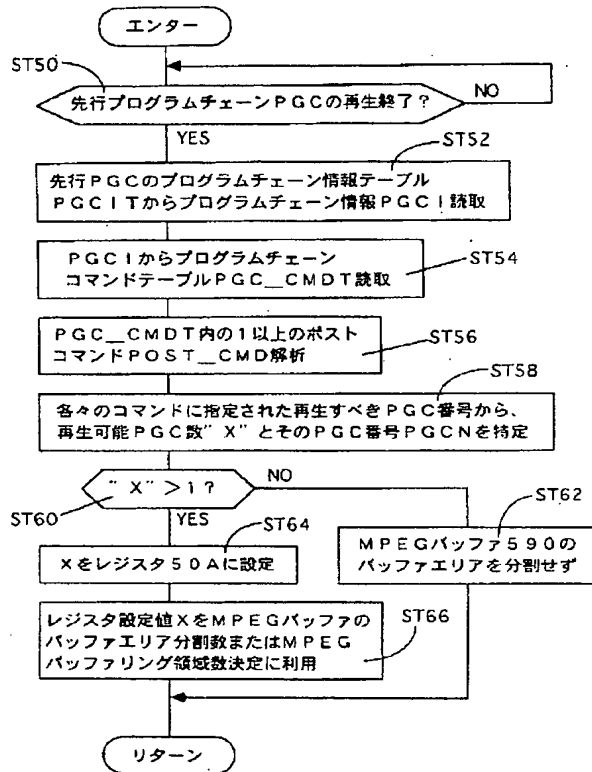 エンター
ST50
先行プログラムチェーンPGCの再生終了？
NO
YES
ST52
先行PGCのプログラムチェーン情報テーブル
PGCITからプログラムチェーン情報PGCI読取
PGCIからプログラムチェーン
コマンドテーブルPGC_CMDT読取
ST54
PGC_CMDT内の1以上のポスト
コマンドPOST_CMD解析
ST56
ST58
各々のコマンドに指定された再生すべきPGC番号から、
再生可能PGC数"X"とそのPGC番号PGCNを特定
"X">1？
NO
ST60
YES
ST62
ST64
Xをレジスタ50Aに設定
MPEGバッファ590の
バッファエリアを分割せず
レジスタ設定値XをMPEGバッファの
バッファエリア分割数またはMPEG
バッファリング領域数決定に利用
ST66
リターン